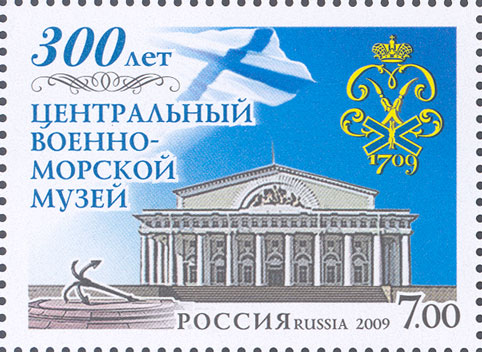 300 лет
ЦЕНТРАЛЬНЫЙ
ВОЕННО-
МОРСКОЙ
МУЗЕЙ
1709
РОССИЯ RUSSIA 2009 7.00